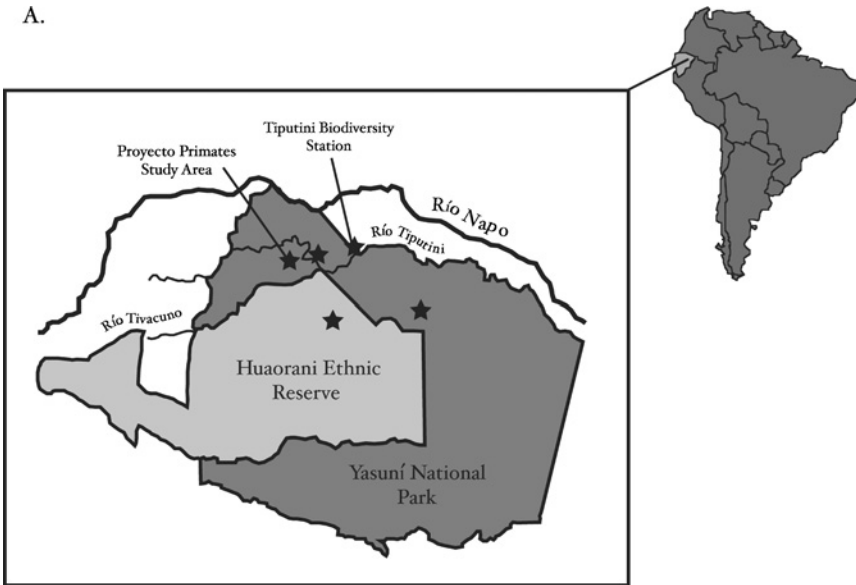 A.
Tiputini Biodiversity
Station
Proyecto Primates
Study Area
Río Napo
Río Tiputini
Río Tivacuno
Huaorani Ethnic
Reserve
Yasuní National
Park